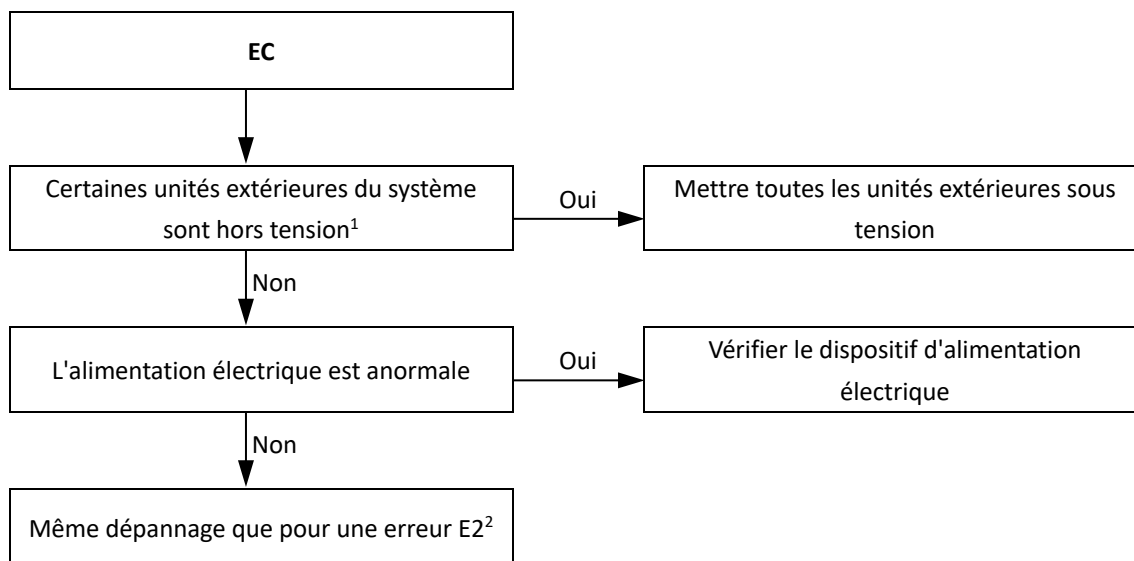 EC
Certaines unités extérieures du système
sont hors tension¹
Oui
Mettre toutes les unités extérieures sous
tension
Non
L'alimentation électrique est anormale
Oui
Vérifier le dispositif d'alimentation
électrique
Non
Même dépannage que pour une erreur E2²